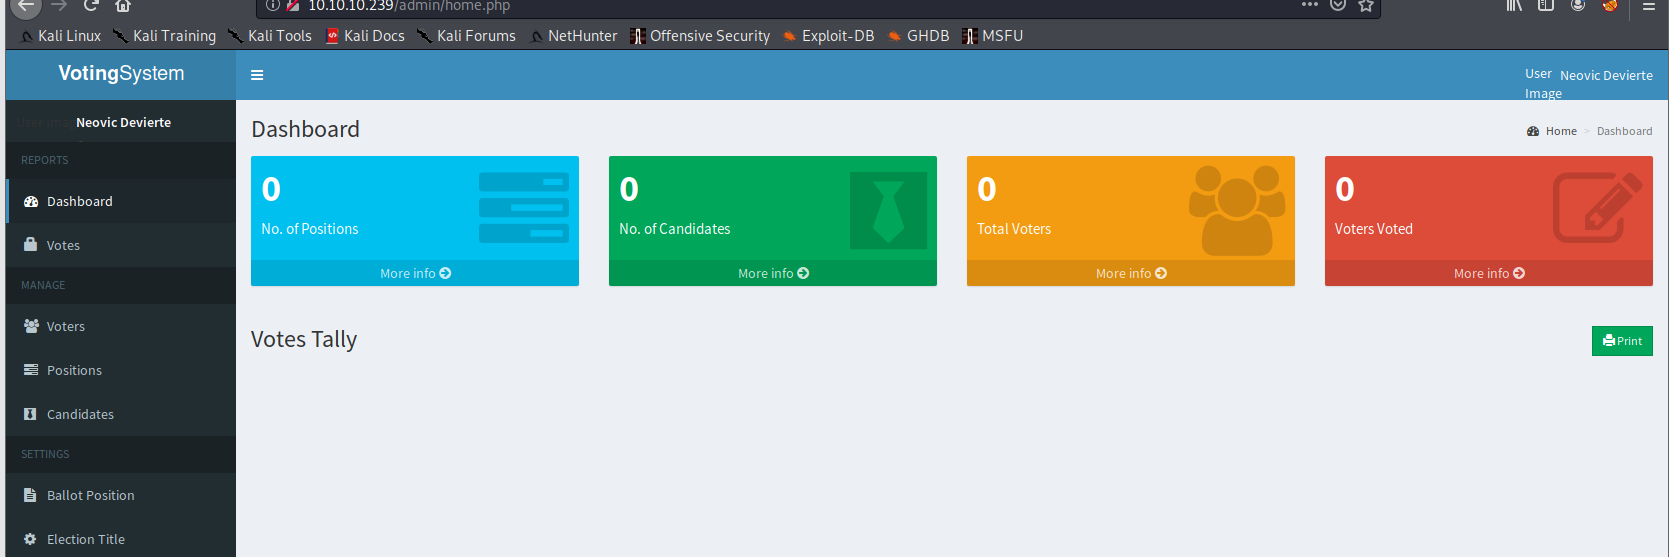 10.10.10.239/admin/home.php
Kali Linux Kali Training Kali Tools Kali Docs Kali Forums NetHunter Offensive Security Exploit-DB GHDB MSFU
VotingSystem
User Image Neovic Devierte
User Image Neovic Devierte
REPORTS
Dashboard
Votes
MANAGE
Voters
Positions
Candidates
SETTINGS
Ballot Position
Election Title
Dashboard
Home > Dashboard
0
No. of Positions
More info
0
No. of Candidates
More info
0
Total Voters
More info
0
Voters Voted
More info
Votes Tally
Print